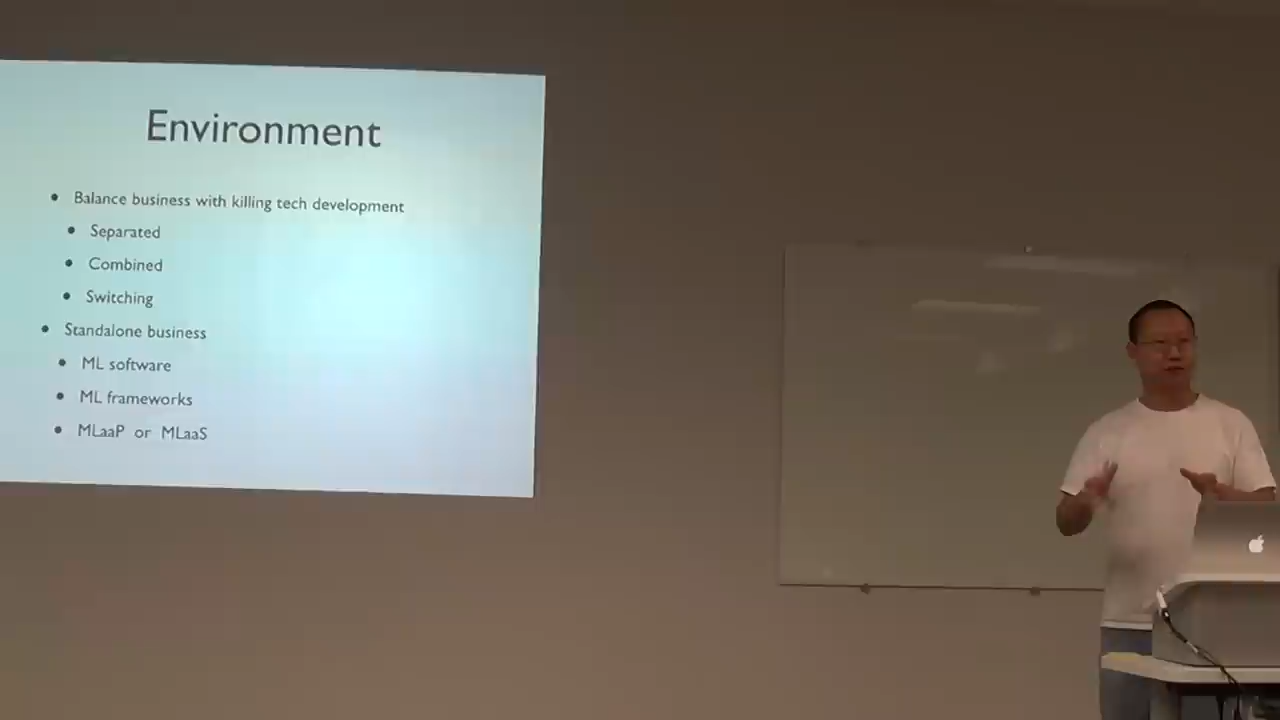 Environment
• Balance business with killing tech development
• Separated
• Combined
• Switching
• Standalone business
• ML software
• ML frameworks
• MLaaP or MLaaS